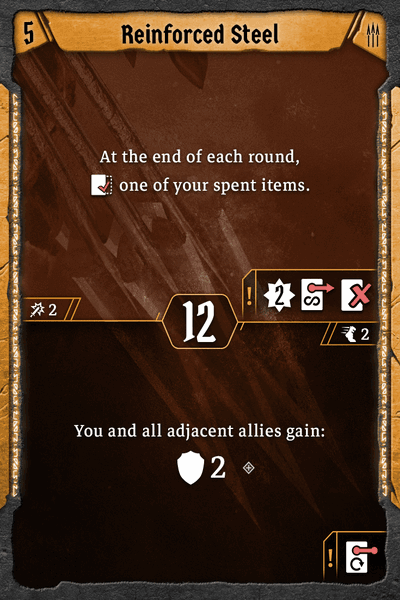 5 Reinforced Steel
At the end of each round,
one of your spent items.
! 2
2
12
2
You and all adjacent allies gain:
2
!